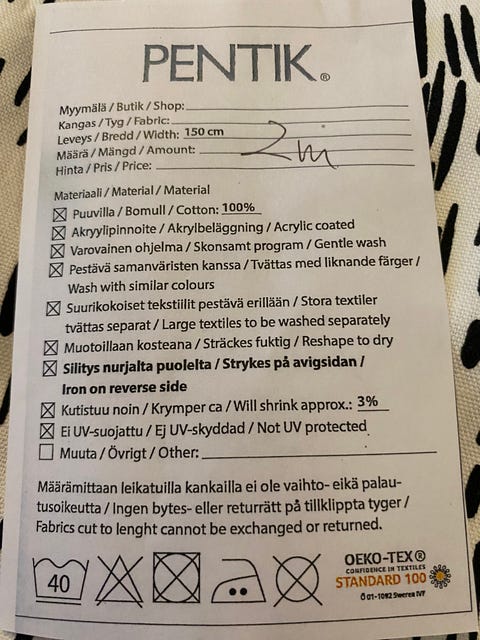 PENTIK®
Myymälä / Butik / Shop:
Kangas / Tyg / Fabric:
Leveys / Bredd / Width: 150 cm
Määrä / Mängd / Amount: 2 m
Hinta / Pris / Price:
Materiaali / Material / Material
☒ Puuvilla / Bomull / Cotton: 100%
☒ Akryylipinnoite / Akrylbeläggning / Acrylic coated
☒ Varovainen ohjelma / Skonsamt program / Gentle wash
☒ Pestävä samanväristen kanssa / Tvättas med liknande färger /
Wash with similar colours
☒ Suurikokoiset tekstiilit pestävä erillään / Stora textiler
tvättas separat / Large textiles to be washed separately
☒ Muotoillaan kosteana / Sträckes fuktig / Reshape to dry
☒ Silitys nurjalta puolelta / Strykes på avigsidan /
Iron on reverse side
☒ Kutistuu noin / Krymper ca / Will shrink approx.: 3%
☒ Ei UV-suojattu / Ej UV-skyddad / Not UV protected
☐ Muuta / Övrigt / Other:
Määrämittaan leikatuilla kankailla ei ole vaihto- eikä palau-
tusoikeutta / Ingen bytes- eller returrätt på tillklippta tyger /
Fabrics cut to lenght cannot be exchanged or returned.
40
OEKO-TEX®
CONFIDENCE IN TEXTILES
STANDARD 100
Ö 01-1092 Swerea IVF